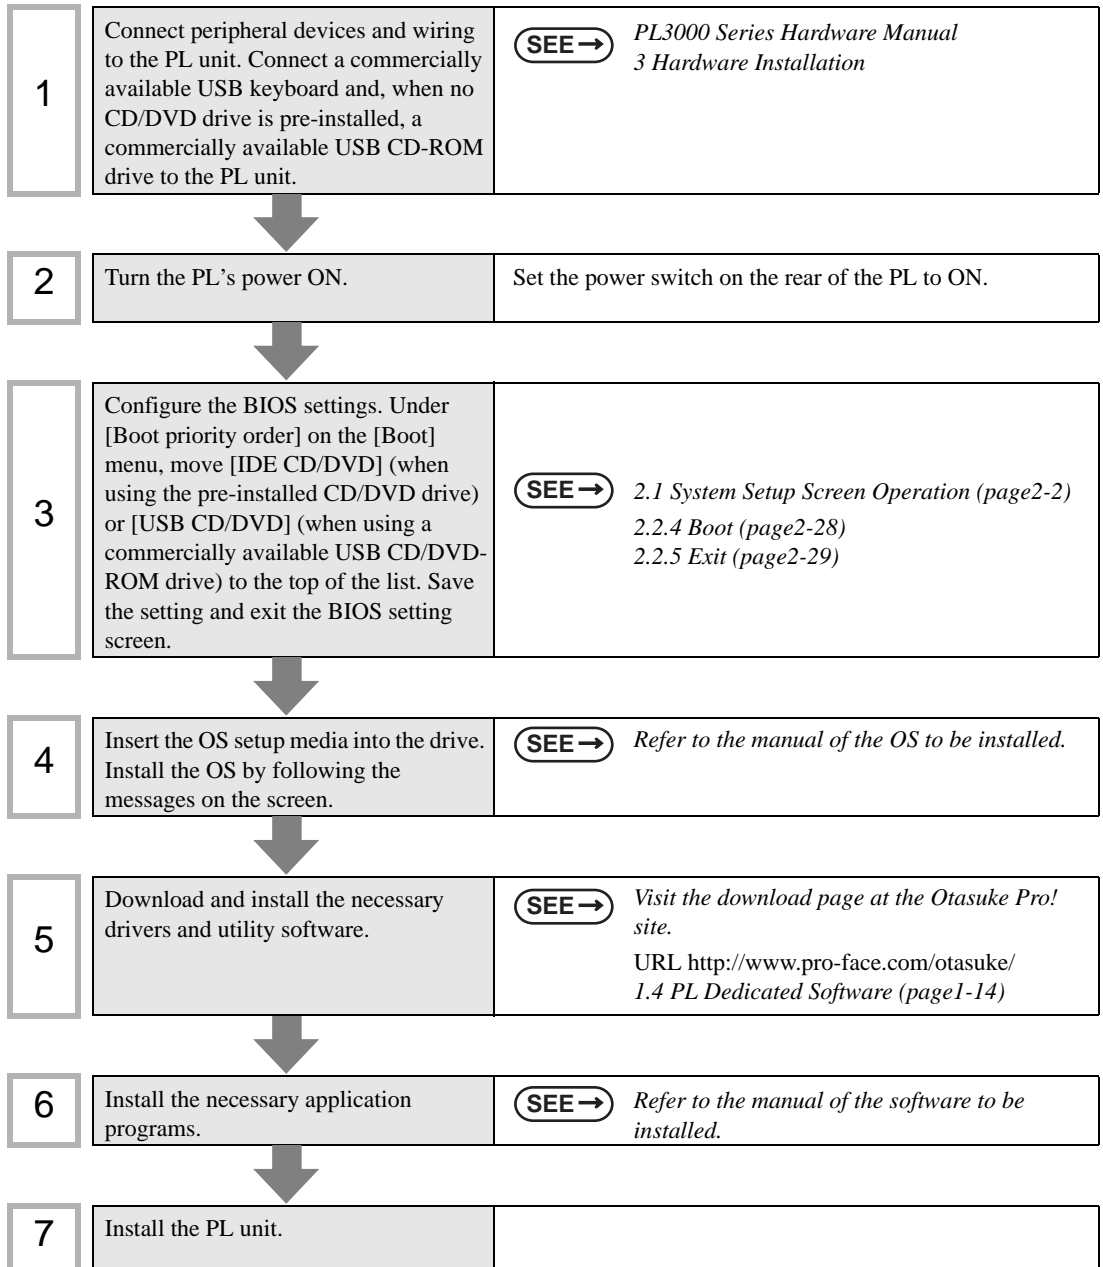 1
Connect peripheral devices and wiring
to the PL unit. Connect a commercially
available USB keyboard and, when no
CD/DVD drive is pre-installed, a
commercially available USB CD-ROM
drive to the PL unit.
SEE→
PL3000 Series Hardware Manual
3 Hardware Installation
2
Turn the PL's power ON.
Set the power switch on the rear of the PL to ON.
3
Configure the BIOS settings. Under
[Boot priority order] on the [Boot]
menu, move [IDE CD/DVD] (when
using the pre-installed CD/DVD drive)
or [USB CD/DVD] (when using a
commercially available USB CD/DVD-
ROM drive) to the top of the list. Save
the setting and exit the BIOS setting
screen.
SEE→
2.1 System Setup Screen Operation (page2-2)
2.2.4 Boot (page2-28)
2.2.5 Exit (page2-29)
4
Insert the OS setup media into the drive.
Install the OS by following the
messages on the screen.
SEE→
Refer to the manual of the OS to be installed.
5
Download and install the necessary
drivers and utility software.
SEE→
Visit the download page at the Otasuke Pro!
site.
URL http://www.pro-face.com/otasuke/
1.4 PL Dedicated Software (page1-14)
6
Install the necessary application
programs.
SEE→
Refer to the manual of the software to be
installed.
7
Install the PL unit.